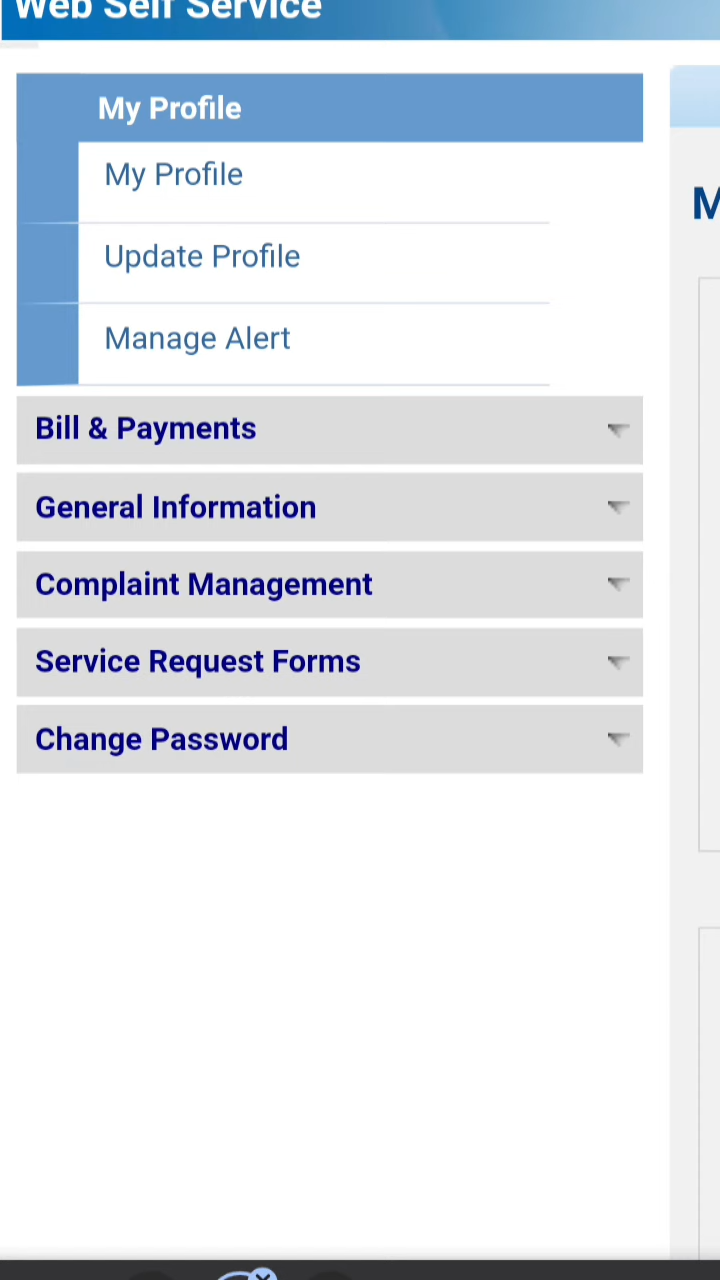 Web Self Service
My Profile
My Profile
Update Profile
Manage Alert
Bill & Payments
General Information
Complaint Management
Service Request Forms
Change Password